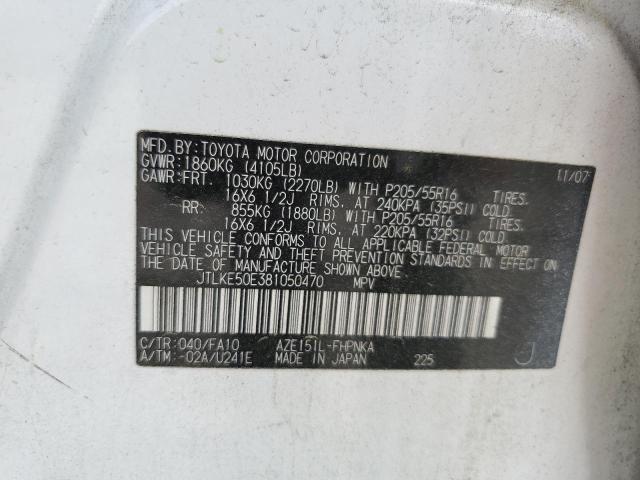 MFD.BY:TOYOTA MOTOR CORPORATION 11/07
GVWR:1860KG (4105LB)
GAWR:FRT. 1030KG (2270LB) WITH P205/55R16 TIRES.
16X6 1/2J RIMS. AT 240KPA (35PSI) COLD
RR. 855KG (1880LB) WITH P205/55R16 TIRES.
16X6 1/2J RIMS. AT 220KPA (32PSI) COLD
THIS VEHICLE CONFORMS TO ALL APPLICABLE FEDERAL MOTOR
VEHICLE SAFETY AND THEFT PREVENTION STANDARDS IN EFFECT ON
THE DATE OF MANUFACTURE SHOWN ABOVE.
JTLKE50E381050470 MPV
C/TR:040/FA10 AZE151L-FHPNKA
A/TM:-02A/U241E MADE IN JAPAN 225 J